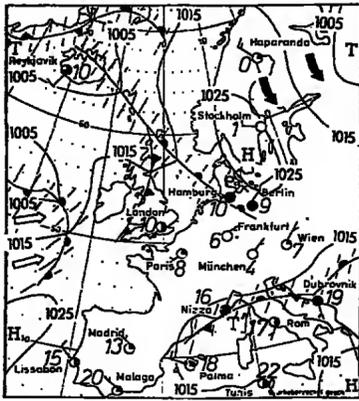 1015
1005
1005
1015
Reykjavik
T
10
1005
Haparanda
0
T
1025
1015
1005
Stockholm
1
60
1015
H
1025
Hamburg
Berlin
10
9
1005
London
10
Frankfurt
6
7
Wien
1015
Paris
8
München
4
Dubrovnik
16
19
1025
Nizza
T
17
Rom
H
Madrid
13
15
Lissabon
18
Palma
22
20
Malaga
1015
Tunis
1015
H